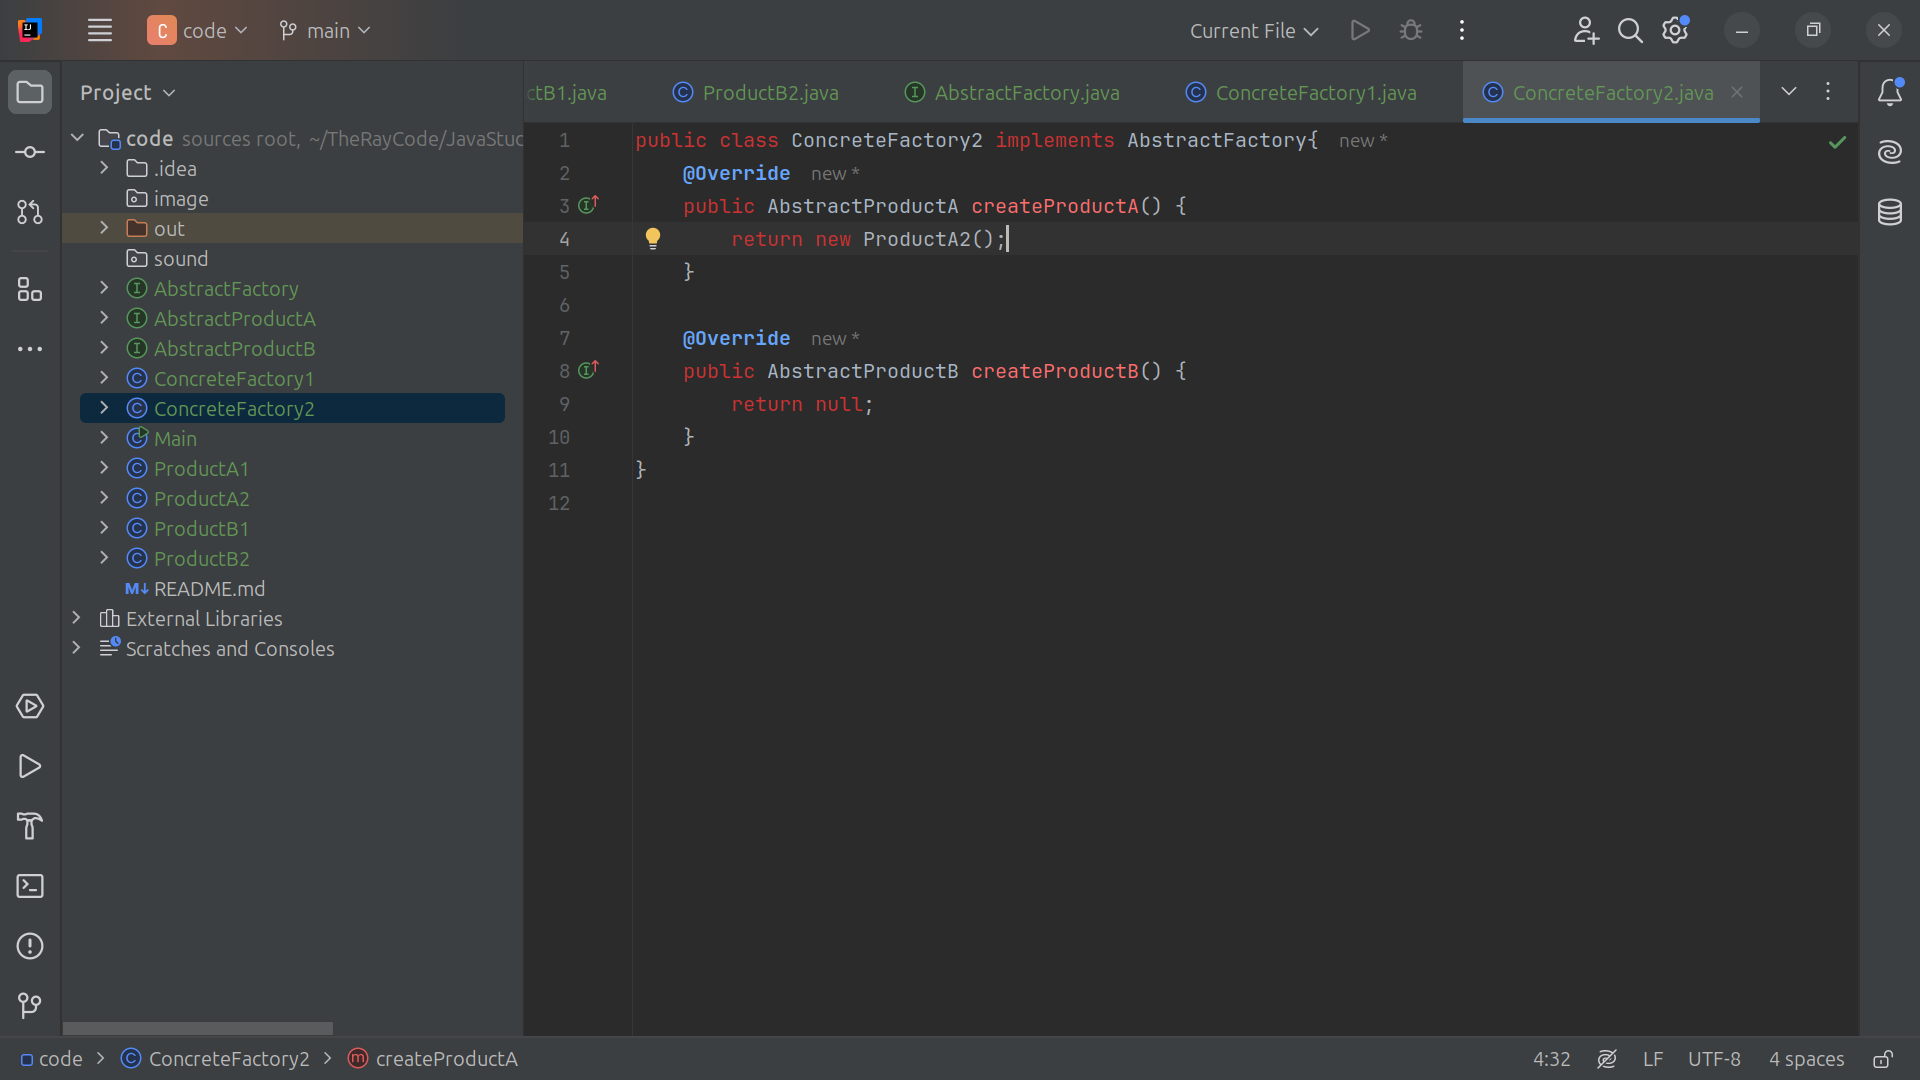 C code main Current File
Project
ctB1.java ProductB2.java AbstractFactory.java ConcreteFactory1.java ConcreteFactory2.java
code sources root, ~/TheRayCode/JavaStud
.idea
image
out
sound
AbstractFactory
AbstractProductA
AbstractProductB
ConcreteFactory1
ConcreteFactory2
Main
ProductA1
ProductA2
ProductB1
ProductB2
README.md
External Libraries
Scratches and Consoles
1 public class ConcreteFactory2 implements AbstractFactory{ new *
2 @Override new *
3 public AbstractProductA createProductA() {
4 return new ProductA2();
5 }
6
7 @Override new *
8 public AbstractProductB createProductB() {
9 return null;
10 }
11 }
12
code > ConcreteFactory2 > createProductA 4:32 LF UTF-8 4 spaces